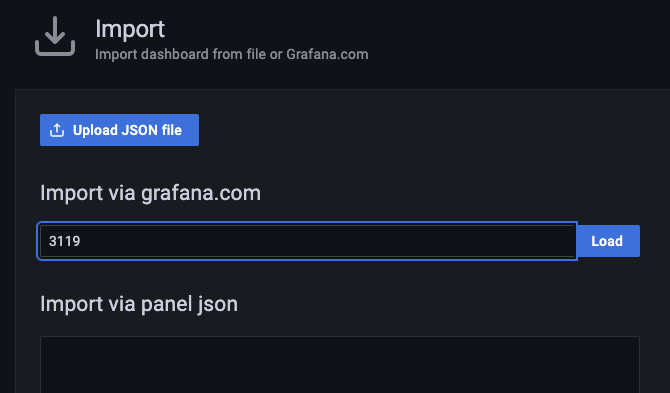 Import
Import dashboard from file or Grafana.com
Upload JSON file
Import via grafana.com
3119
Load
Import via panel json